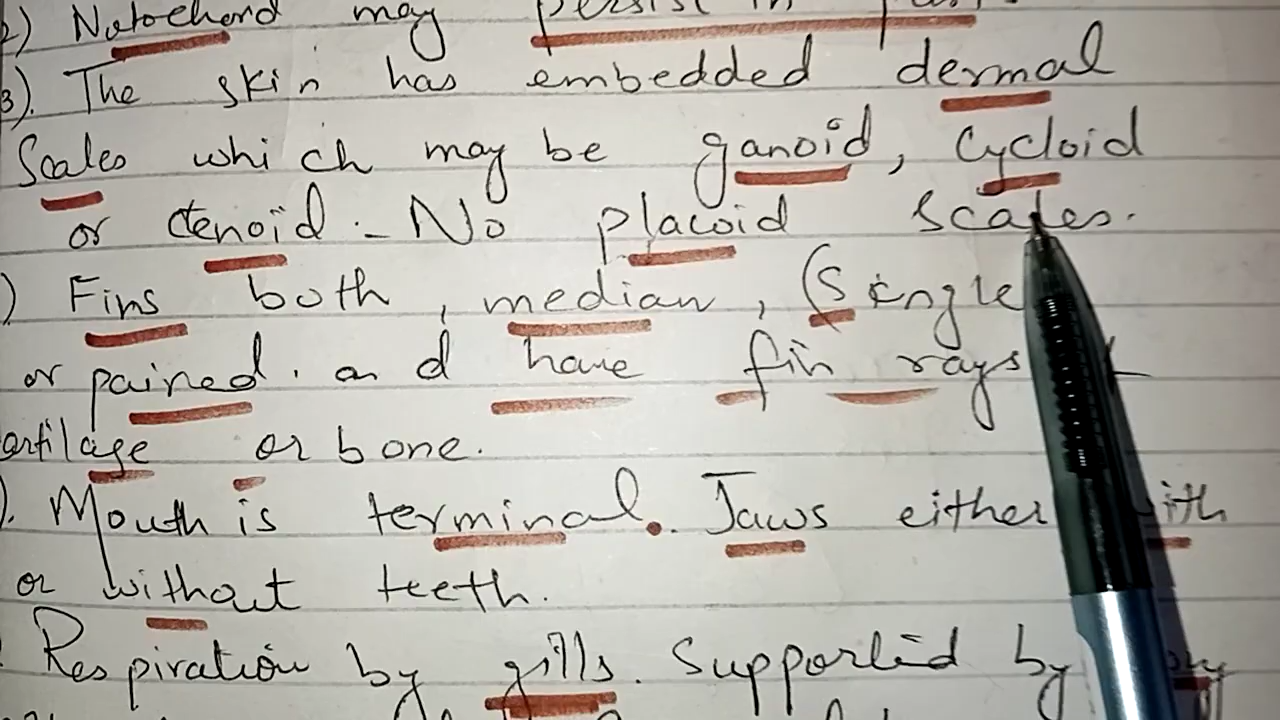 2) Notochord may persist in
3). The skin has embedded dermal
Scales which may be ganoid, Cycloid
or ctenoid. - No placoid scales.
) Fins both, median, (Single
or paired. and have fin rays
artilage or bone.
). Mouth is terminal. Jaws either with
or without teeth.
Respiration by gills. Supported by